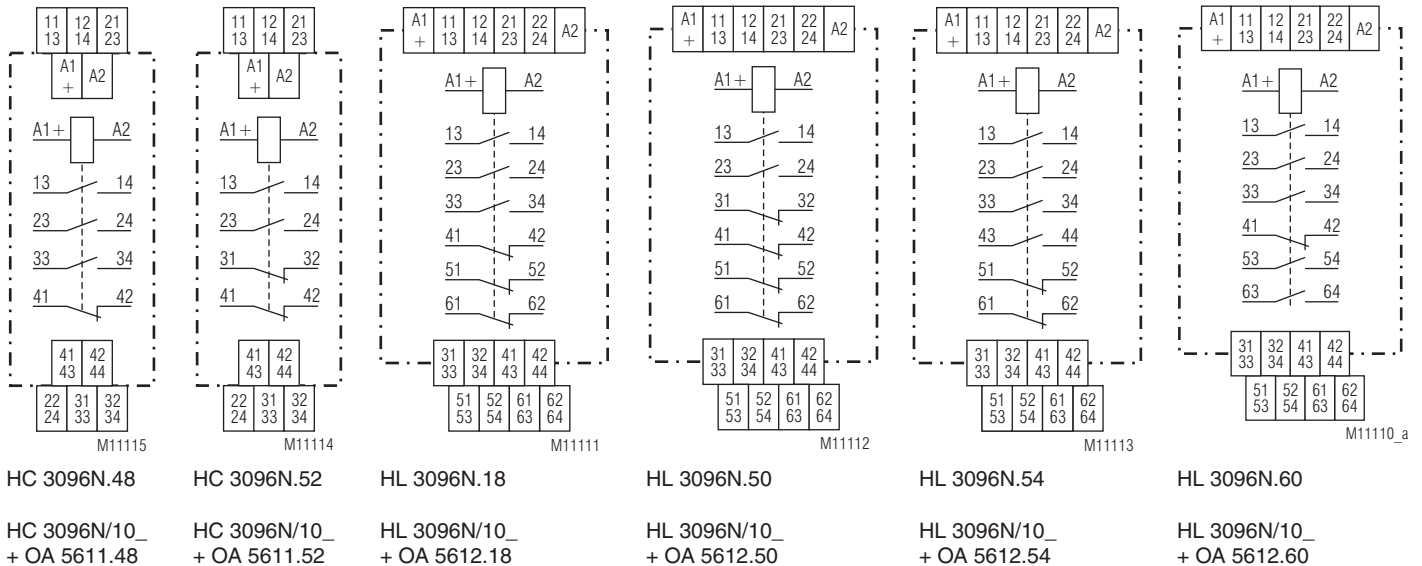 11 12 21
13 14 23
A1 A2
+
A1+ A2
13 14
23 24
33 34
41 42
41 42
43 44
22 31 32
24 33 34
M11115
HC 3096N.48
HC 3096N/10_
+ OA 5611.48
11 12 21
13 14 23
A1 A2
+
A1+ A2
13 14
23 24
31 32
41 42
41 42
43 44
22 31 32
24 33 34
M11114
HC 3096N.52
HC 3096N/10_
+ OA 5611.52
A1 11 12 21 22 A2
+ 13 14 23 24
A1+ A2
13 14
23 24
33 34
41 42
51 52
61 62
31 32 41 42
33 34 43 44
51 52 61 62
53 54 63 64
M11111
HL 3096N.18
HL 3096N/10_
+ OA 5612.18
A1 11 12 21 22 A2
+ 13 14 23 24
A1+ A2
13 14
23 24
31 32
41 42
51 52
61 62
31 32 41 42
33 34 43 44
51 52 61 62
53 54 63 64
M11112
HL 3096N.50
HL 3096N/10_
+ OA 5612.50
A1 11 12 21 22 A2
+ 13 14 23 24
A1+ A2
13 14
23 24
33 34
43 44
51 52
61 62
31 32 41 42
33 34 43 44
51 52 61 62
53 54 63 64
M11113
HL 3096N.54
HL 3096N/10_
+ OA 5612.54
A1 11 12 21 22 A2
+ 13 14 23 24
A1+ A2
13 14
23 24
33 34
41 42
53 54
63 64
31 32 41 42
33 34 43 44
51 52 61 62
53 54 63 64
M11110_a
HL 3096N.60
HL 3096N/10_
+ OA 5612.60